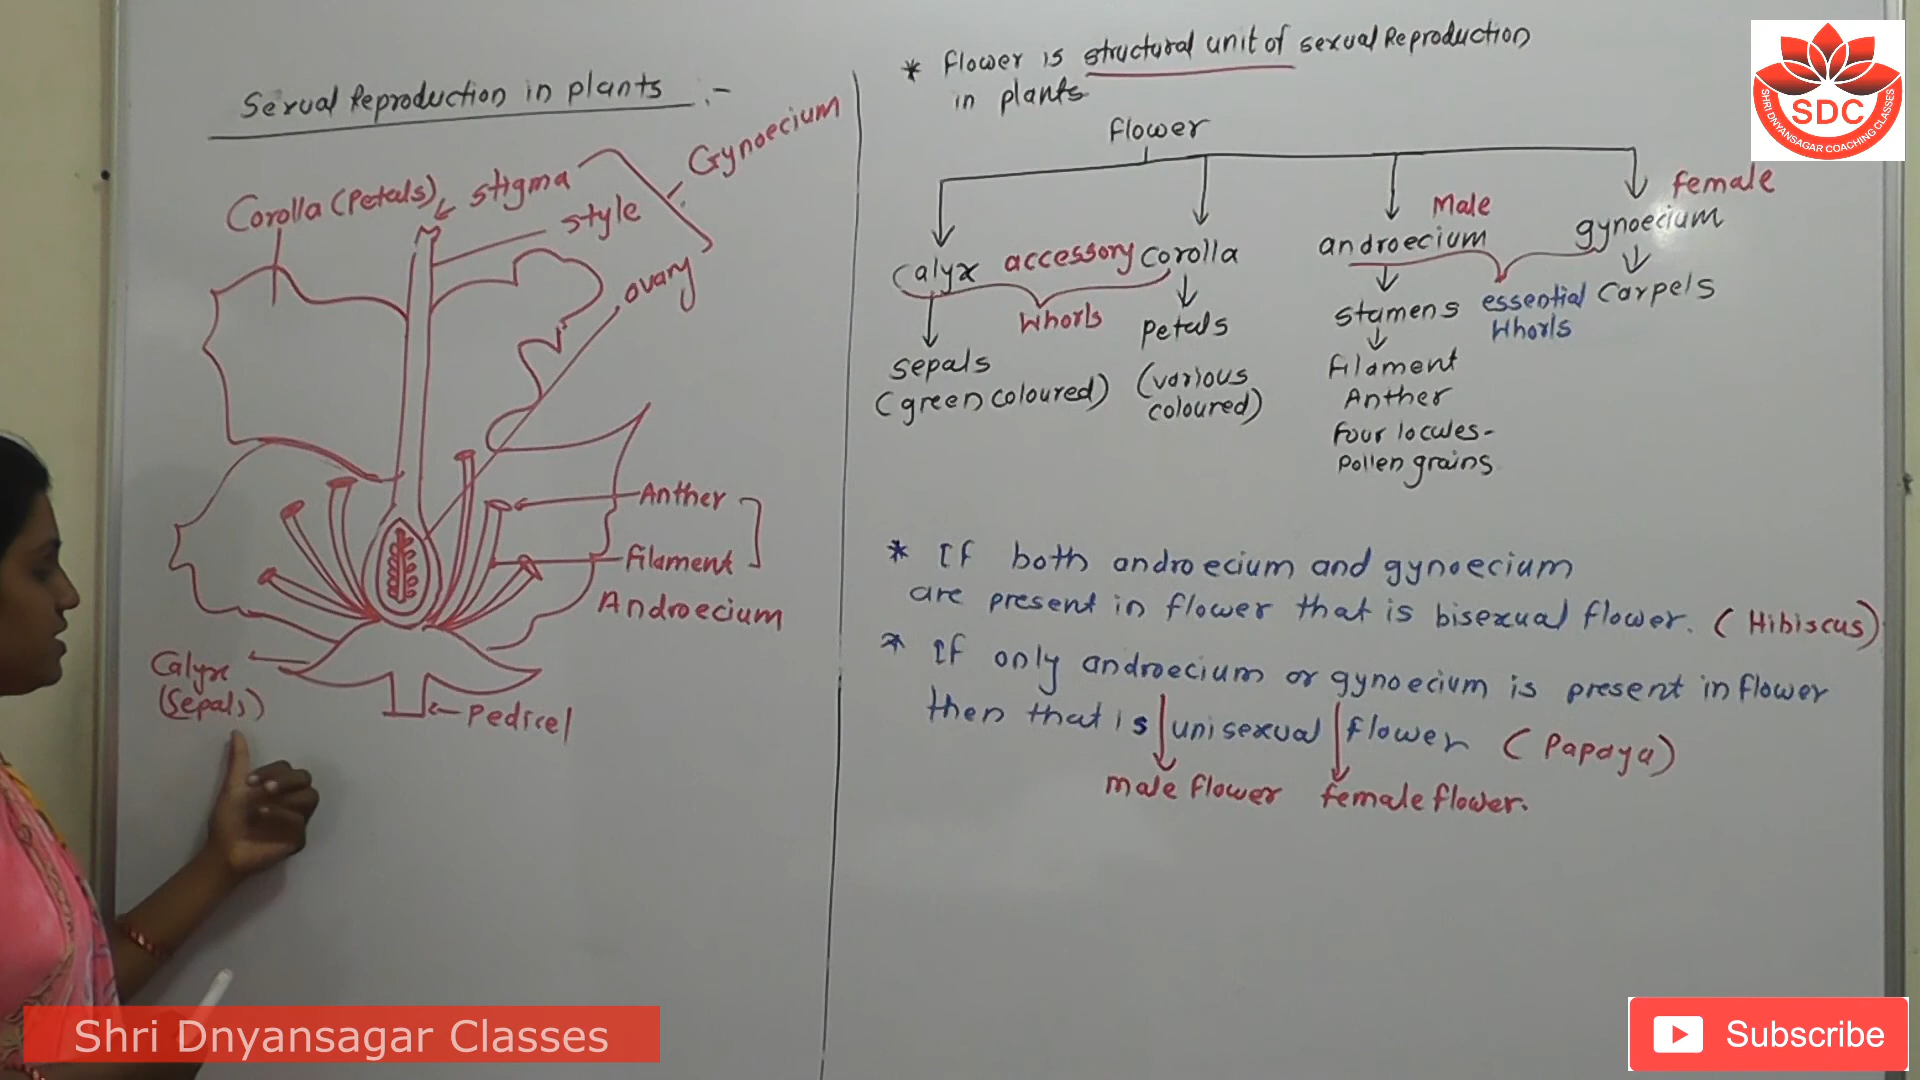 Sexual Reproduction in plants :-
Corolla (Petals)
stigma
style
Gynoecium
ovary
Anther
Filament
Androecium
Calyx
(Sepals)
Pedicel
* flower is structural unit of sexual Reproduction
in plants
flower
Calyx
accessory
Whorls
Corolla
Male
androecium
female
gynoecium
sepals
(green coloured)
Petals
(various
coloured)
stamens
essential
Whorls
Carpels
Filament
Anther
Four locules-
Pollen grains
* If both androecium and gynoecium
are present in flower that is bisexual flower. (Hibiscus)
* If only androecium or gynoecium is present in flower
then that is unisexual flower (Papaya)
male flower female flower.
SDC
SHRI DNYANSAGAR COACHING CLASSES
Shri Dnyansagar Classes
Subscribe